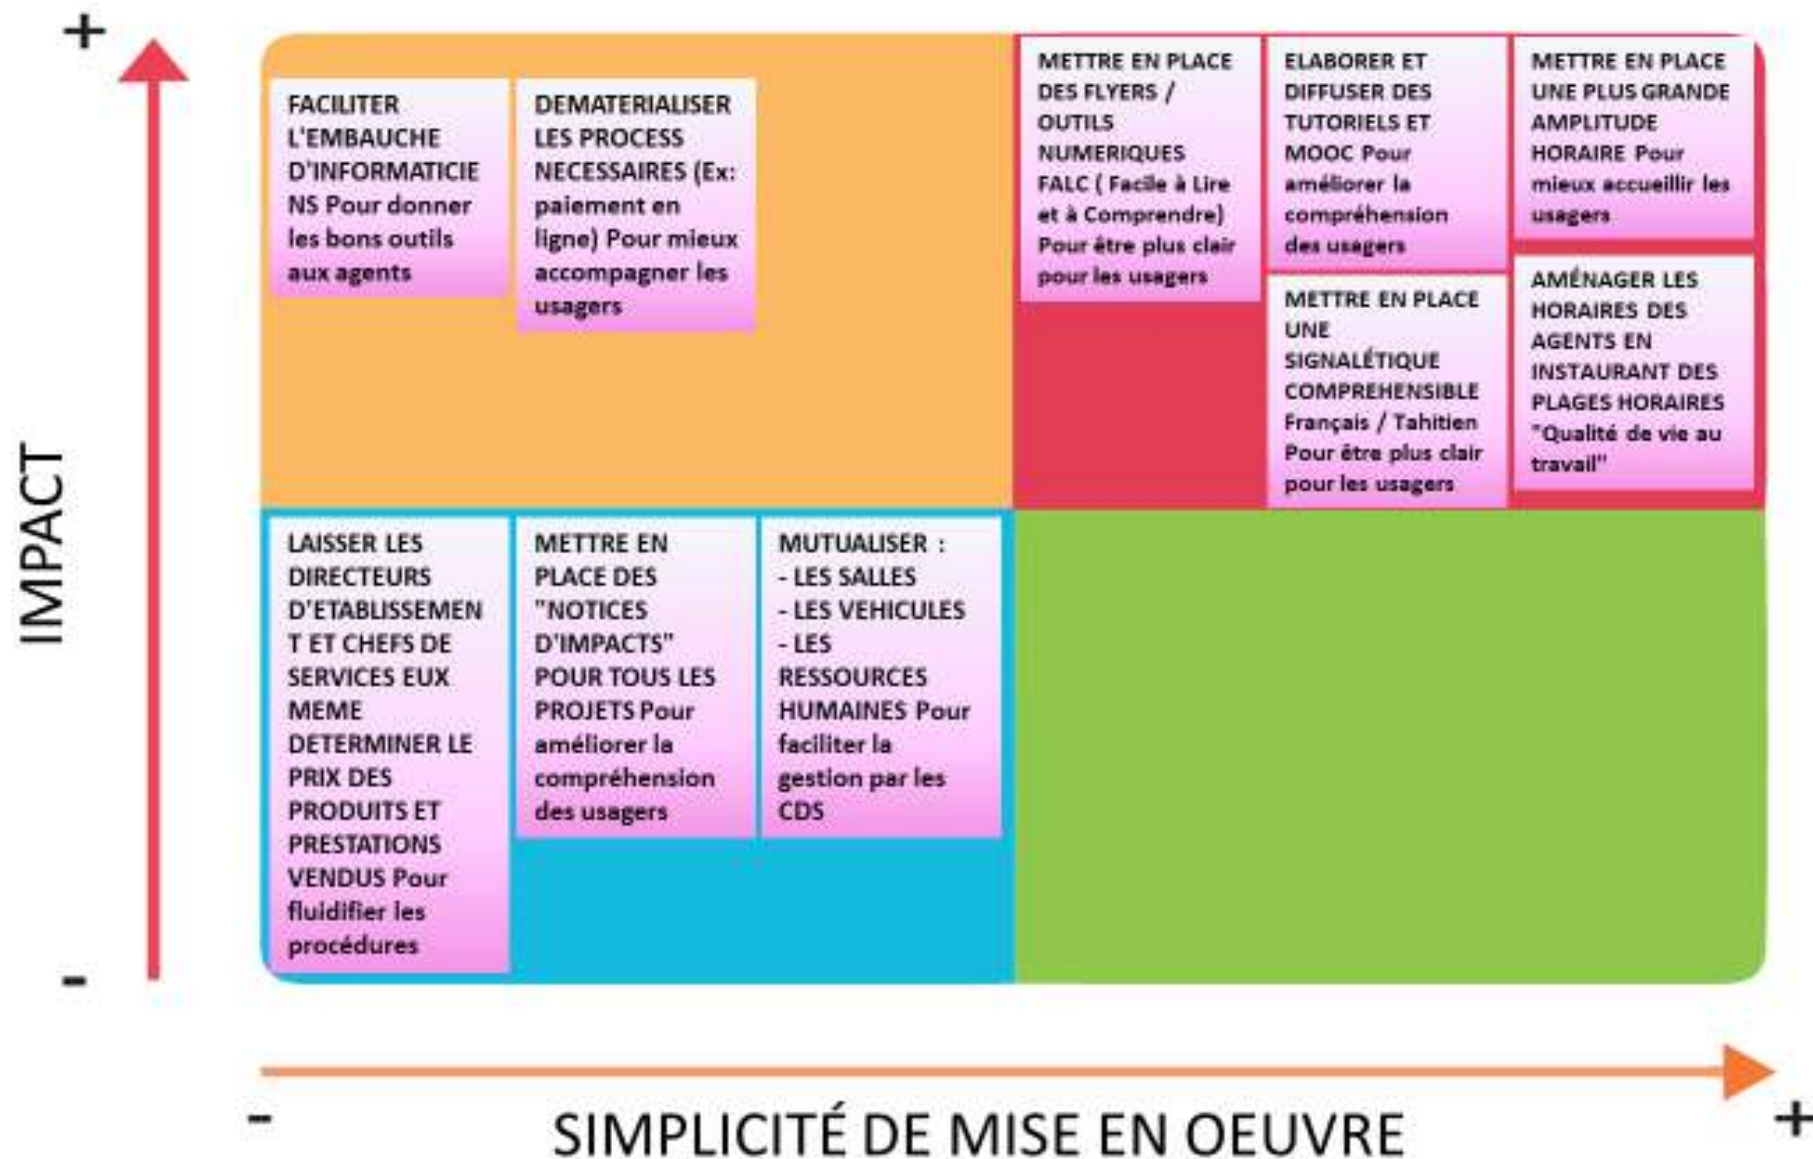 +
FACILITER
L'EMBAUCHE
D'INFORMATICIE
NS Pour donner
les bons outils
aux agents
DEMATERIALISER
LES PROCESS
NECESSAIRES (Ex:
paiement en
ligne) Pour mieux
accompagner les
usagers
METTRE EN PLACE
DES FLYERS /
OUTILS
NUMERIQUES
FALC ( Facile à Lire
et à Comprendre)
Pour être plus clair
pour les usagers
ELABORER ET
DIFFUSER DES
TUTORIELS ET
MOOC Pour
améliorer la
compréhension
des usagers
METTRE EN PLACE
UNE PLUS GRANDE
AMPLITUDE
HORAIRE Pour
mieux accueillir les
usagers
METTRE EN PLACE
UNE
SIGNALÉTIQUE
COMPREHENSIBLE
Français / Tahitien
Pour être plus clair
pour les usagers
AMÉNAGER LES
HORAIRES DES
AGENTS EN
INSTAURANT DES
PLAGES HORAIRES
"Qualité de vie au
travail"
IMPACT
LAISSER LES
DIRECTEURS
D'ETABLISSEMEN
T ET CHEFS DE
SERVICES EUX
MEME
DETERMINER LE
PRIX DES
PRODUITS ET
PRESTATIONS
VENDUS Pour
fluidifier les
procédures
METTRE EN
PLACE DES
"NOTICES
D'IMPACTS"
POUR TOUS LES
PROJETS Pour
améliorer la
compréhension
des usagers
MUTUALISER :
- LES SALLES
- LES VEHICULES
- LES
RESSOURCES
HUMAINES Pour
faciliter la
gestion par les
CDS
-
-
SIMPLICITÉ DE MISE EN OEUVRE
+